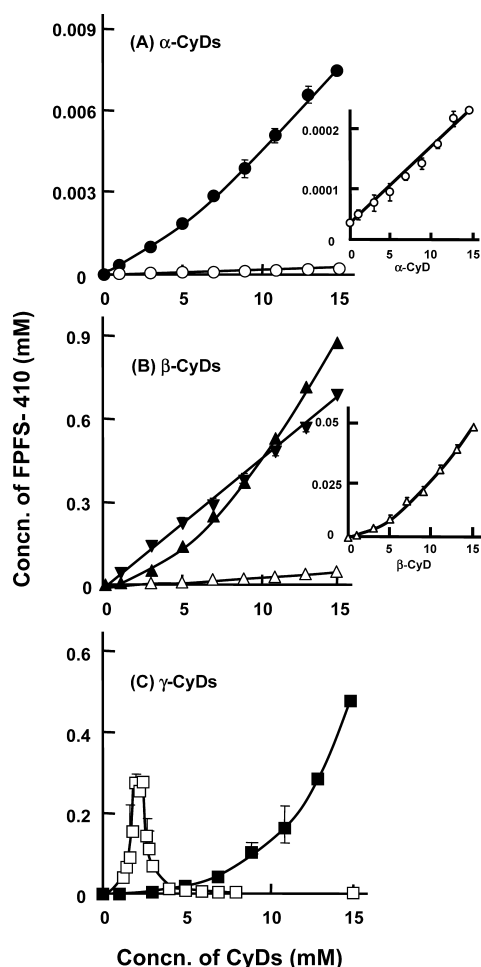 0.009
(A) α-CyDs
0.006
0.003
0
0 5 10 15
0.0002
0.0001
0
0 5 10 15
α-CyD
Concn. of FPFS- 410 (mM)
0.9
(B) β-CyDs
0.6
0.3
0
0 5 10 15
0.05
0.025
0
0 5 10 15
β-CyD
0.6
(C) γ-CyDs
0.4
0.2
0
0 5 10 15
Concn. of CyDs (mM)